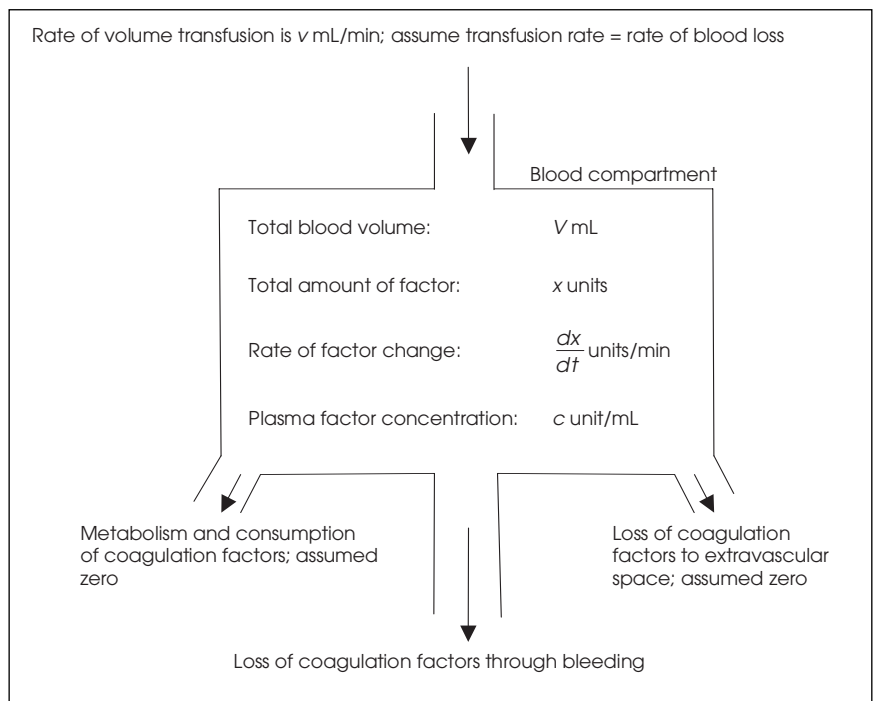 Rate of volume transfusion is v mL/min; assume transfusion rate = rate of blood loss
Blood compartment
Total blood volume: V mL
Total amount of factor: x units
Rate of factor change: dx/dt units/min
Plasma factor concentration: c unit/mL
Metabolism and consumption
of coagulation factors; assumed
zero
Loss of coagulation
factors to extravascular
space; assumed zero
Loss of coagulation factors through bleeding